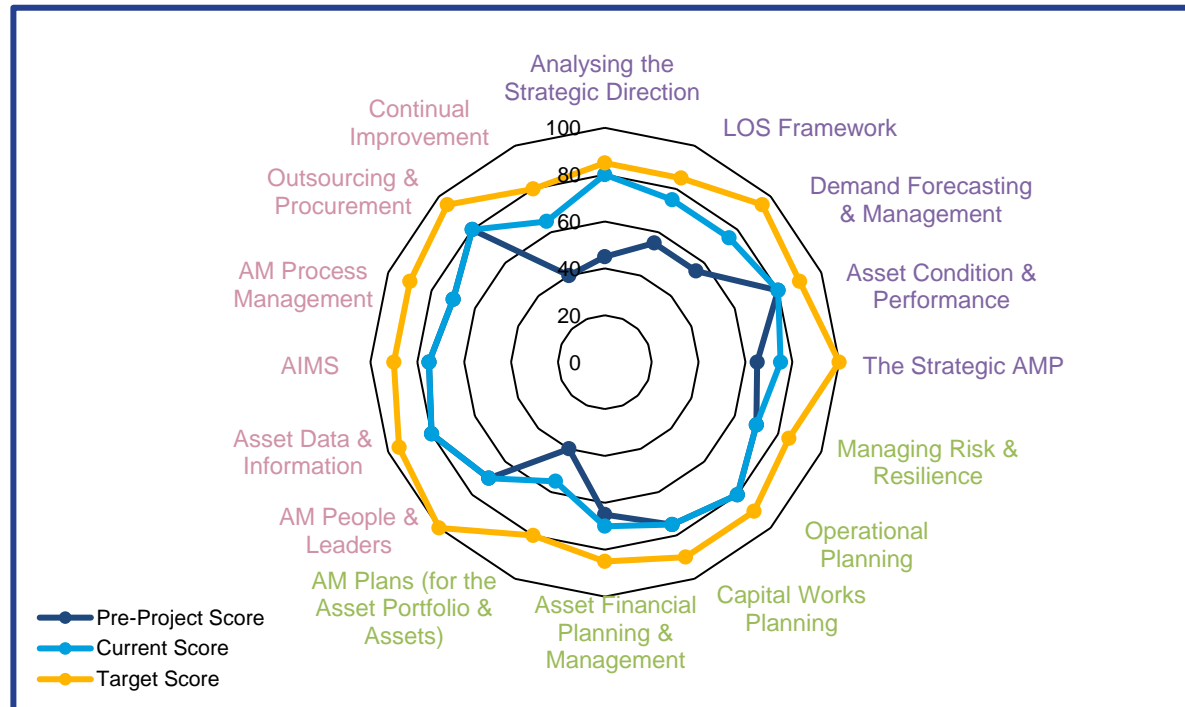 Analysing the
Strategic Direction
LOS Framework
Demand Forecasting
& Management
Asset Condition &
Performance
The Strategic AMP
Managing Risk &
Resilience
Operational
Planning
Capital Works
Planning
Asset Financial
Planning &
Management
AM Plans (for the
Asset Portfolio &
Assets)
AM People &
Leaders
Asset Data &
Information
AIMS
AM Process
Management
Outsourcing &
Procurement
Continual
Improvement
100
80
60
40
20
0
Pre-Project Score
Current Score
Target Score